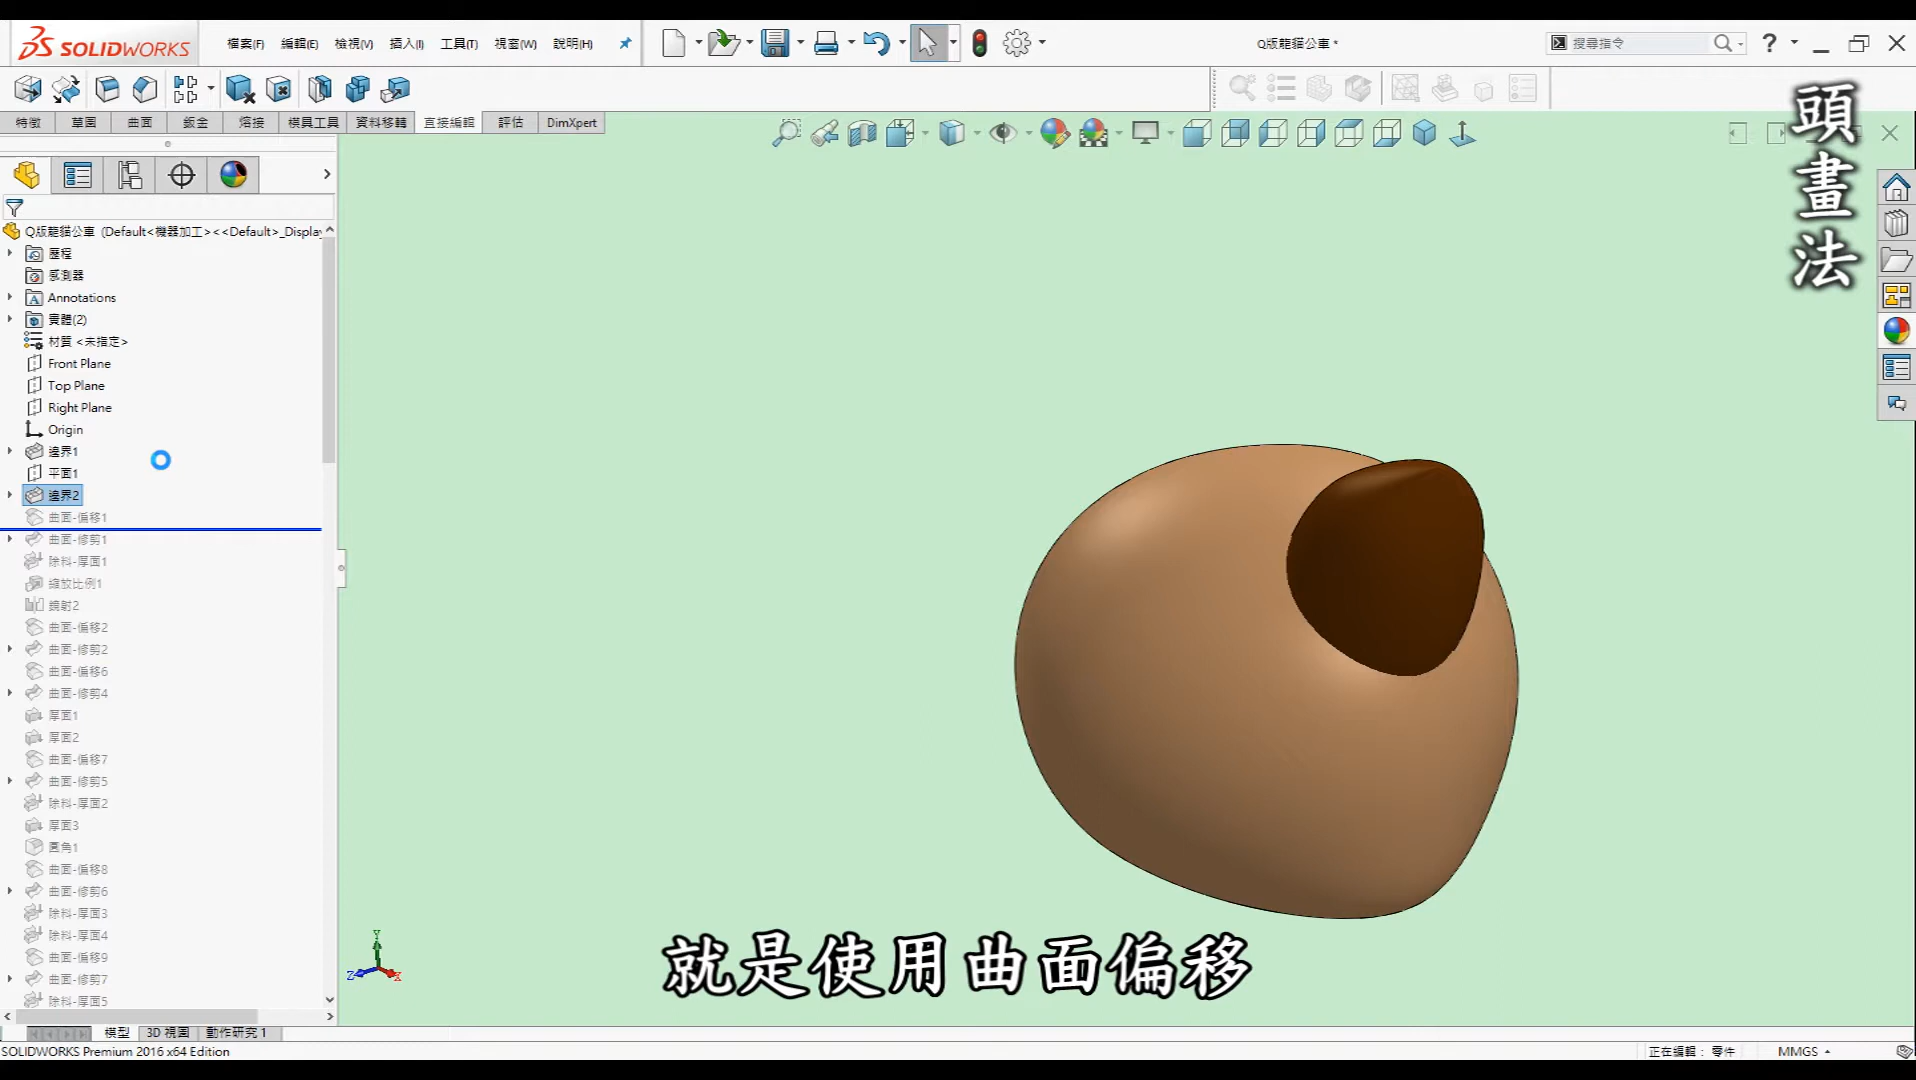 SOLIDWORKS 檔案(F) 編輯(E) 檢視(V) 插入(I) 工具(T) 視窗(W) 說明(H) Q版龍貓公車 * 搜尋指令 ?
特徵 草圖 曲面 鈑金 熔接 模具工具 資料移轉 直接編輯 評估 DimXpert
頭畫法
Q版龍貓公車 (Default<機器加工><<Default>_Display
歷程
感測器
Annotations
實體(2)
材質 <未指定>
Front Plane
Top Plane
Right Plane
Origin
邊界1
平面1
邊界2
曲面-偏移1
曲面-修剪1
除料-厚面1
縮放比例1
鏡射2
曲面-偏移2
曲面-修剪2
曲面-偏移6
曲面-修剪4
厚面1
厚面2
曲面-偏移7
曲面-修剪5
除料-厚面2
厚面3
圓角1
曲面-偏移8
曲面-修剪6
除料-厚面3
除料-厚面4
曲面-偏移9
曲面-修剪7
除料-厚面5
Y
Z X
就是使用曲面偏移
模型 3D 視圖 動作研究 1
SOLIDWORKS Premium 2016 x64 Edition 正在編輯： 零件 MMGS